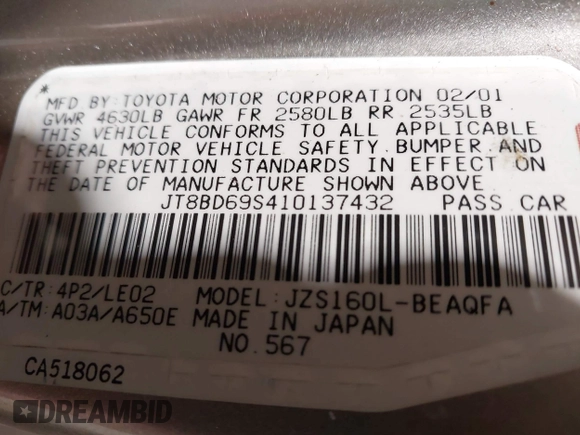 * MFD BY: TOYOTA MOTOR CORPORATION 02/01
GVWR 4630LB GAWR FR 2580LB RR 2535LB
THIS VEHICLE CONFORMS TO ALL APPLICABLE
FEDERAL MOTOR VEHICLE SAFETY, BUMPER, AND
THEFT PREVENTION STANDARDS IN EFFECT ON
THE DATE OF MANUFACTURE SHOWN ABOVE.
JT8BD69S410137432 PASS.CAR
C/TR: 4P2/LE02 MODEL: JZS160L-BEAQFA
A/TM: A03A/A650E MADE IN JAPAN
NO.567
CA518062
DREAMBID